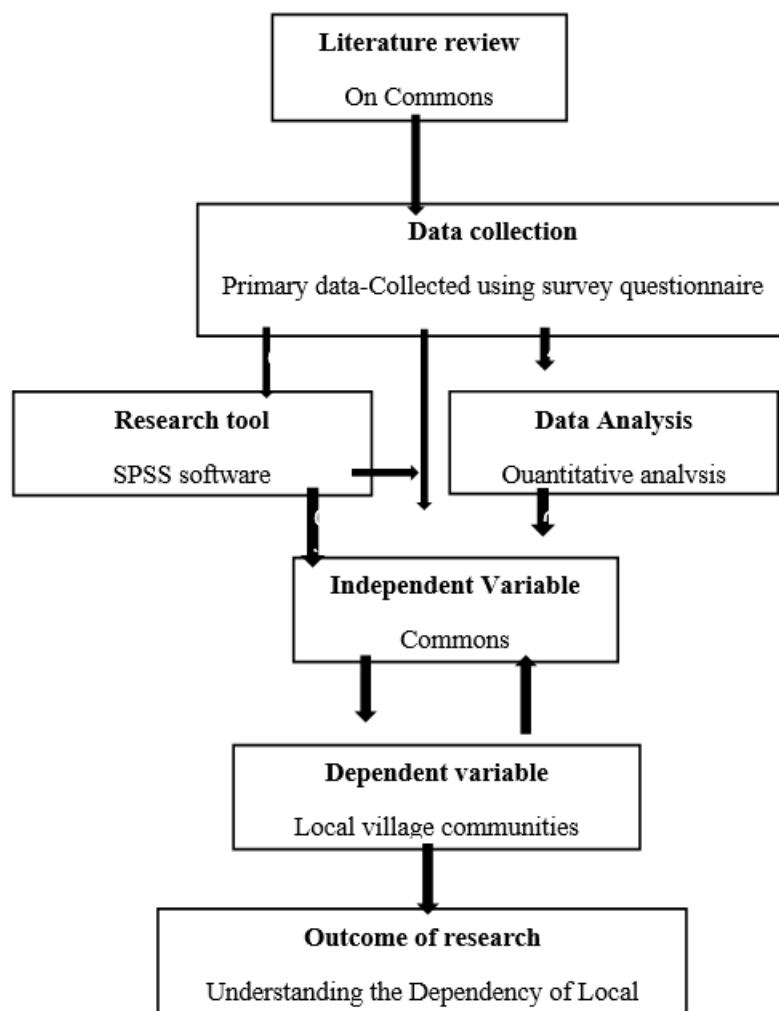 Literature review
On Commons
Data collection
Primary data-Collected using survey questionnaire
Research tool
SPSS software
Data Analysis
Quantitative analysis
Independent Variable
Commons
Dependent variable
Local village communities
Outcome of research
Understanding the Dependency of Local